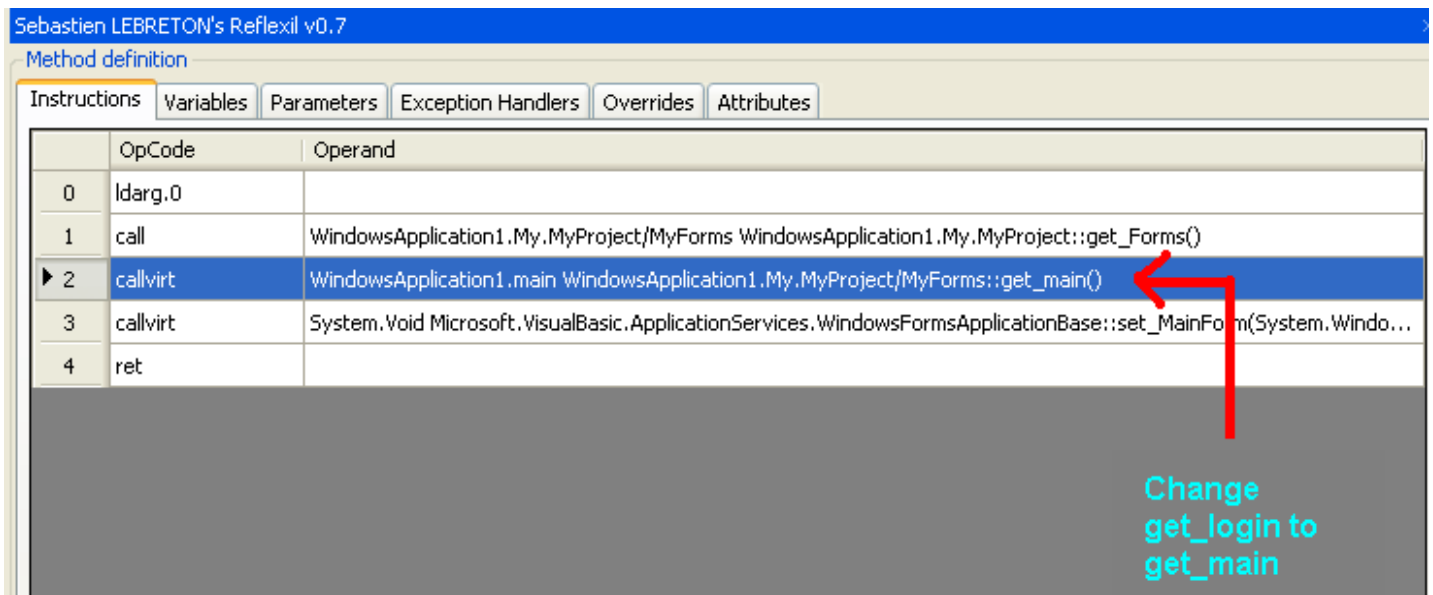 Sebastien LEBRETON's Reflexil v0.7
Method definition
Instructions Variables Parameters Exception Handlers Overrides Attributes
OpCode Operand
0 ldarg.0
1 call WindowsApplication1.My.MyProject/MyForms WindowsApplication1.My.MyProject::get_Forms()
2 callvirt WindowsApplication1.main WindowsApplication1.My.MyProject/MyForms::get_main()
3 callvirt System.Void Microsoft.VisualBasic.ApplicationServices.WindowsFormsApplicationBase::set_MainForm(System.Windo...
4 ret
Change
get_login to
get_main